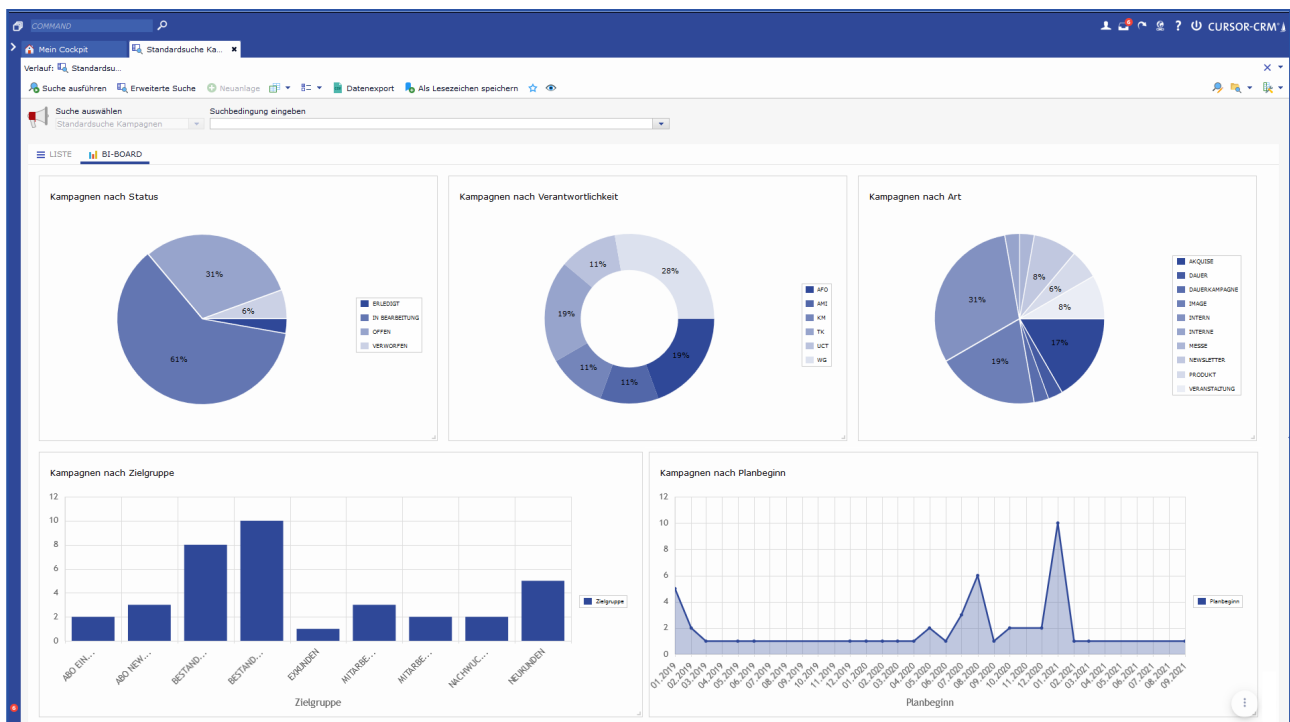 COMMAND
6
CURSOR-CRM
Mein Cockpit
Standardsuche Ka...
Verlauf: Standardsu...
Suche ausführen
Erweiterte Suche
Neuanlage
Datenexport
Als Lesezeichen speichern
Suche auswählen
Suchbedingung eingeben
Standardsuche Kampagnen
LISTE
BI-BOARD
Kampagnen nach Status
31%
6%
61%
ERLEDIGT
IN BEARBEITUNG
OFFEN
VERWORFEN
Kampagnen nach Verantwortlichkeit
11%
28%
19%
19%
11%
11%
AFO
AMI
KM
TK
UCT
WG
Kampagnen nach Art
8%
6%
31%
8%
17%
19%
AKQUISE
DAUER
DAUERKAMPAGNE
IMAGE
INTERN
INTERNE
MESSE
NEWSLETTER
PRODUKT
VERANSTALTUNG
Kampagnen nach Zielgruppe
12
10
8
6
4
2
0
ABO EIN...
ABO NEW...
BESTAND...
BESTAND...
EXKUNDEN
MITARBE...
MITARBE...
NACHWUC...
NEUKUNDEN
Zielgruppe
Zielgruppe
Kampagnen nach Planbeginn
12
10
8
6
4
2
0
01.2019
02.2019
03.2019
04.2019
05.2019
06.2019
07.2019
08.2019
09.2019
10.2019
11.2019
12.2019
01.2020
02.2020
03.2020
04.2020
05.2020
06.2020
07.2020
08.2020
09.2020
10.2020
11.2020
12.2020
01.2021
02.2021
03.2021
04.2021
05.2021
06.2021
07.2021
08.2021
09.2021
Planbeginn
Planbeginn
6